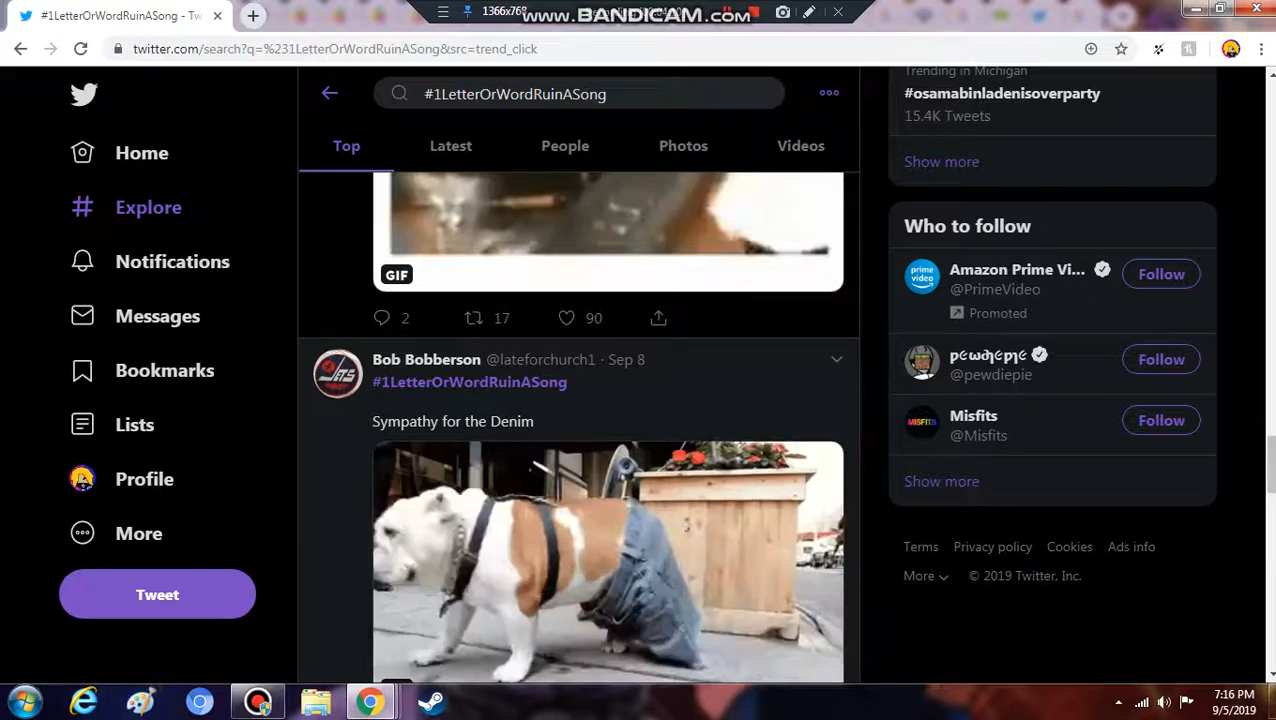 #1LetterOrWordRuinASong - Tw
1366x768
www.BANDICAM.com
twitter.com/search?q=%231LetterOrWordRuinASong&src=trend_click
Home
Explore
Notifications
Messages
Bookmarks
Lists
Profile
More
Tweet
#1LetterOrWordRuinASong
Top Latest People Photos Videos
GIF
2 17 90
Bob Bobberson @lateforchurch1 · Sep 8
#1LetterOrWordRuinASong
Sympathy for the Denim
JETS
Trending in Michigan
#osamabinladenisoverparty
15.4K Tweets
Show more
Who to follow
prime video
Amazon Prime Vi...
@PrimeVideo
Promoted
Follow
@pewdiepie
Follow
MISFITS
Misfits
@Misfits
Follow
Show more
Terms Privacy policy Cookies Ads info
More © 2019 Twitter, Inc.
7:16 PM
9/5/2019